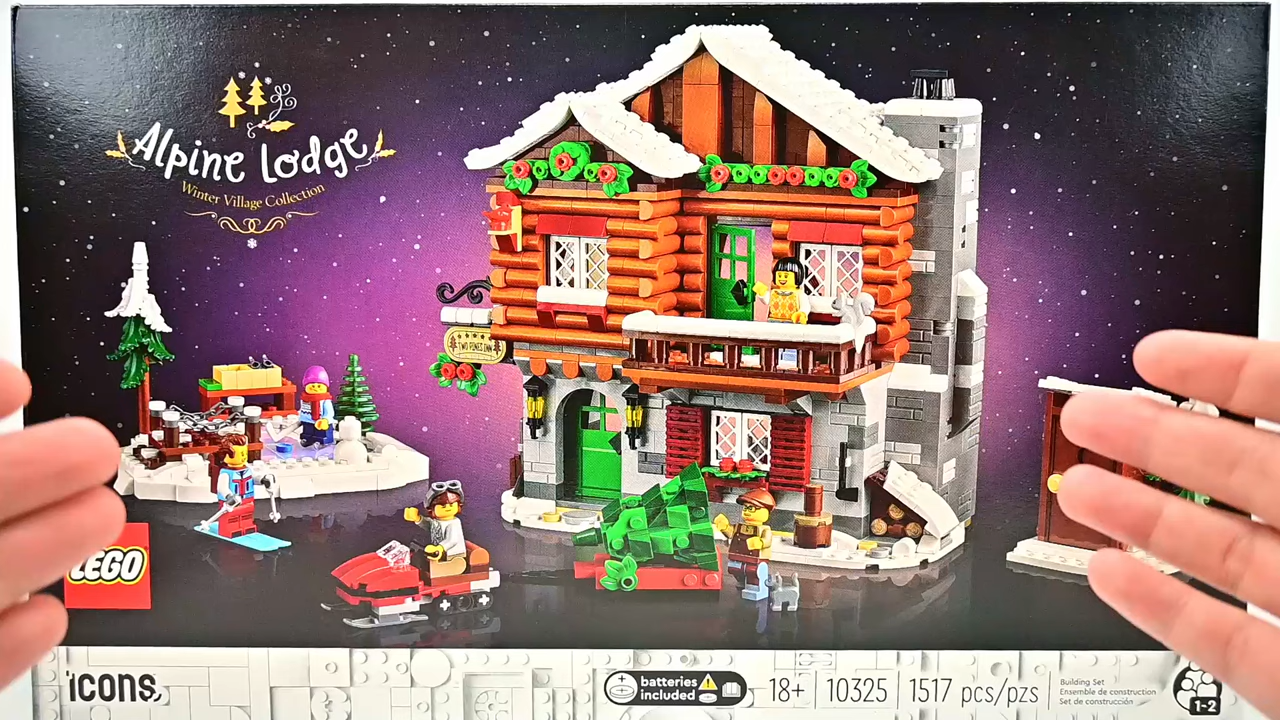 Alpine Lodge
Winter Village Collection
TWO PINES INN
LEGO
icons.
batteries
included
18+
10325
1517 pcs/pzs
Building Set
Ensemble de construction
Set de construcción
1-2